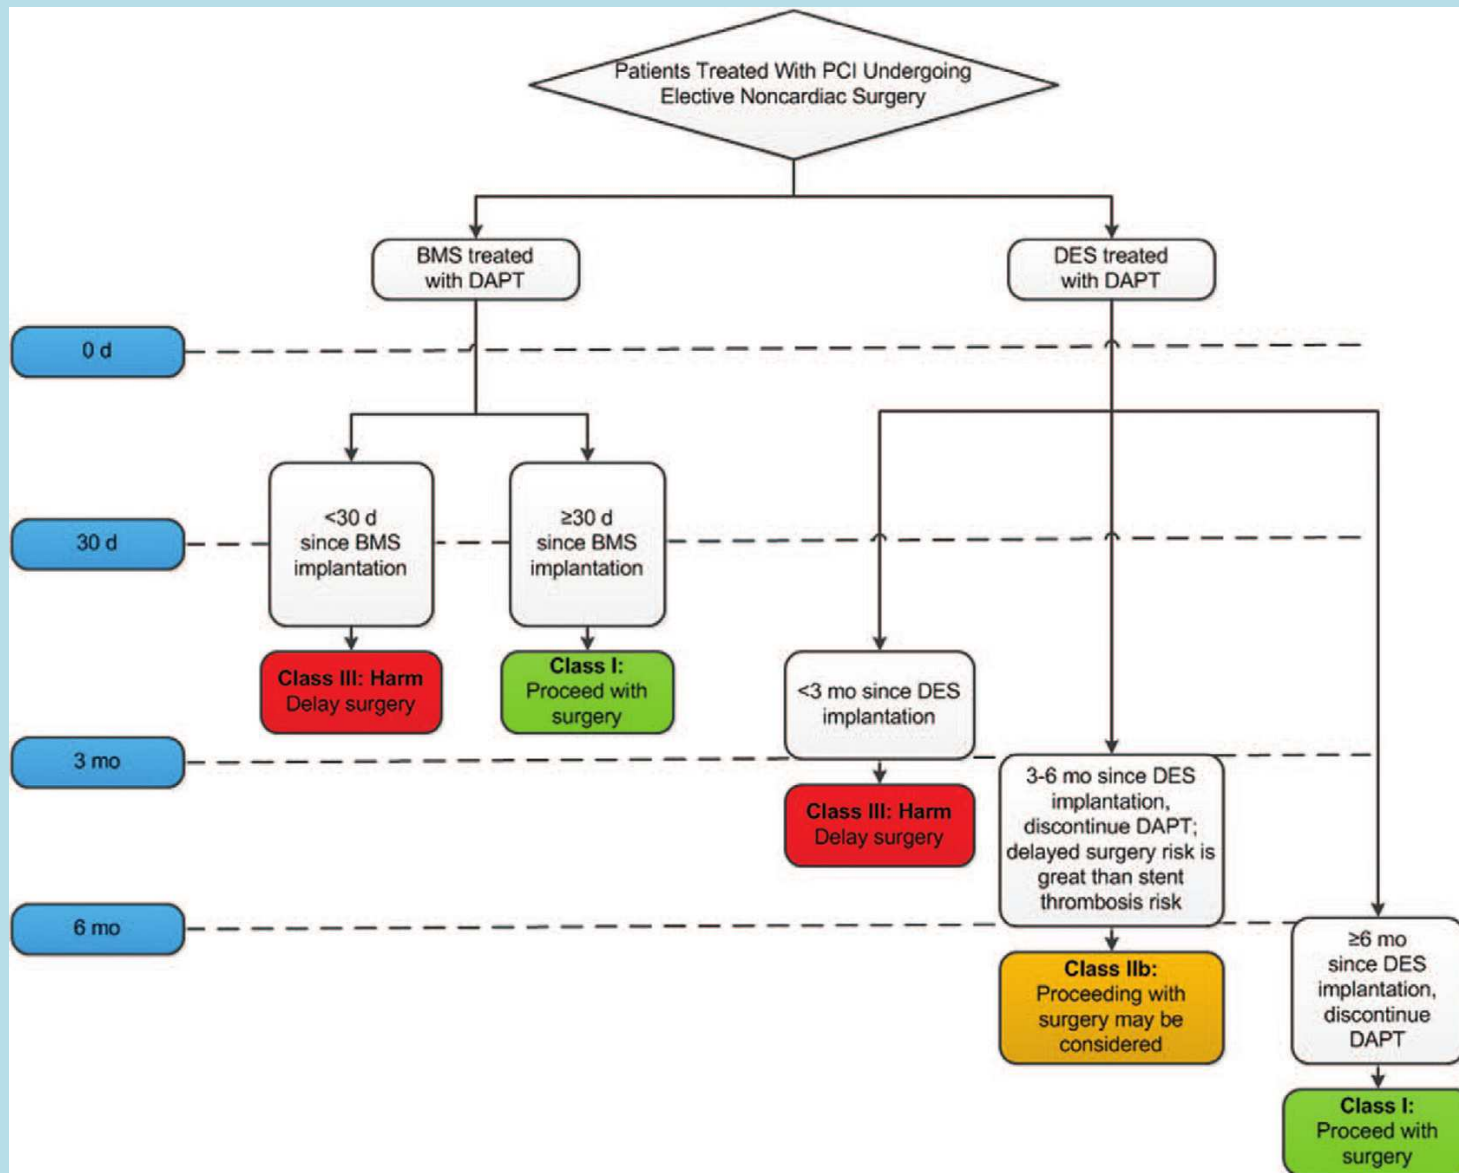 Patients Treated With PCI Undergoing
Elective Noncardiac Surgery
BMS treated
with DAPT
DES treated
with DAPT
0 d
<30 d
since BMS
implantation
≥30 d
since BMS
implantation
30 d
Class III: Harm
Delay surgery
Class I:
Proceed with
surgery
<3 mo since DES
implantation
3 mo
Class III: Harm
Delay surgery
3-6 mo since DES
implantation,
discontinue DAPT;
delayed surgery risk is
great than stent
thrombosis risk
6 mo
Class IIb:
Proceeding with
surgery may be
considered
≥6 mo
since DES
implantation,
discontinue
DAPT
Class I:
Proceed with
surgery